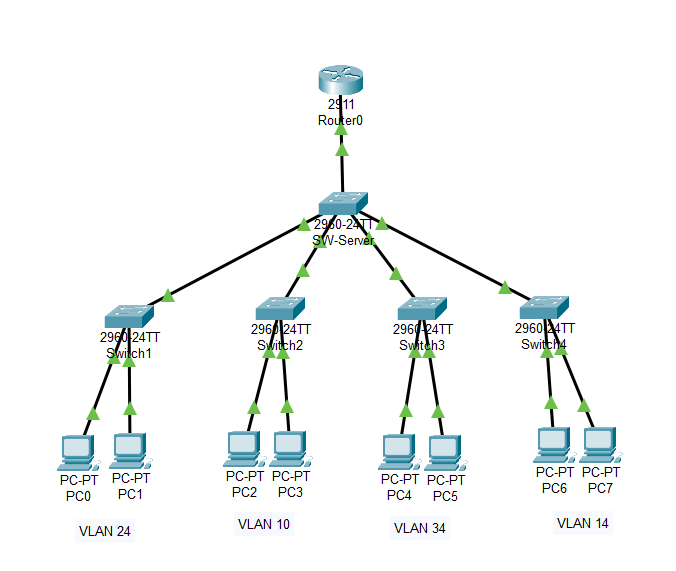 2911
Router0
2960-24TT
SW-Server
2960-24TT
Switch1
2960-24TT
Switch2
2960-24TT
Switch3
2960-24TT
Switch4
PC-PT
PC0
PC-PT
PC1
PC-PT
PC2
PC-PT
PC3
PC-PT
PC4
PC-PT
PC5
PC-PT
PC6
PC-PT
PC7
VLAN 24
VLAN 10
VLAN 34
VLAN 14